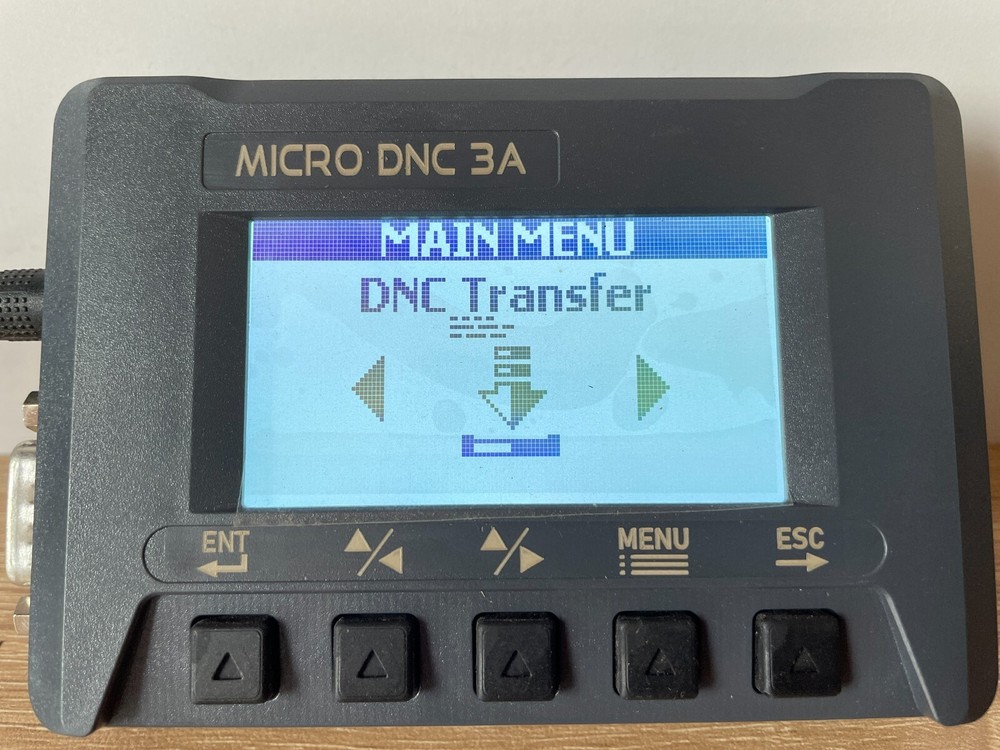 MICRO DNC 3A
MAIN MENU
DNC Transfer
ENT MENU ESC